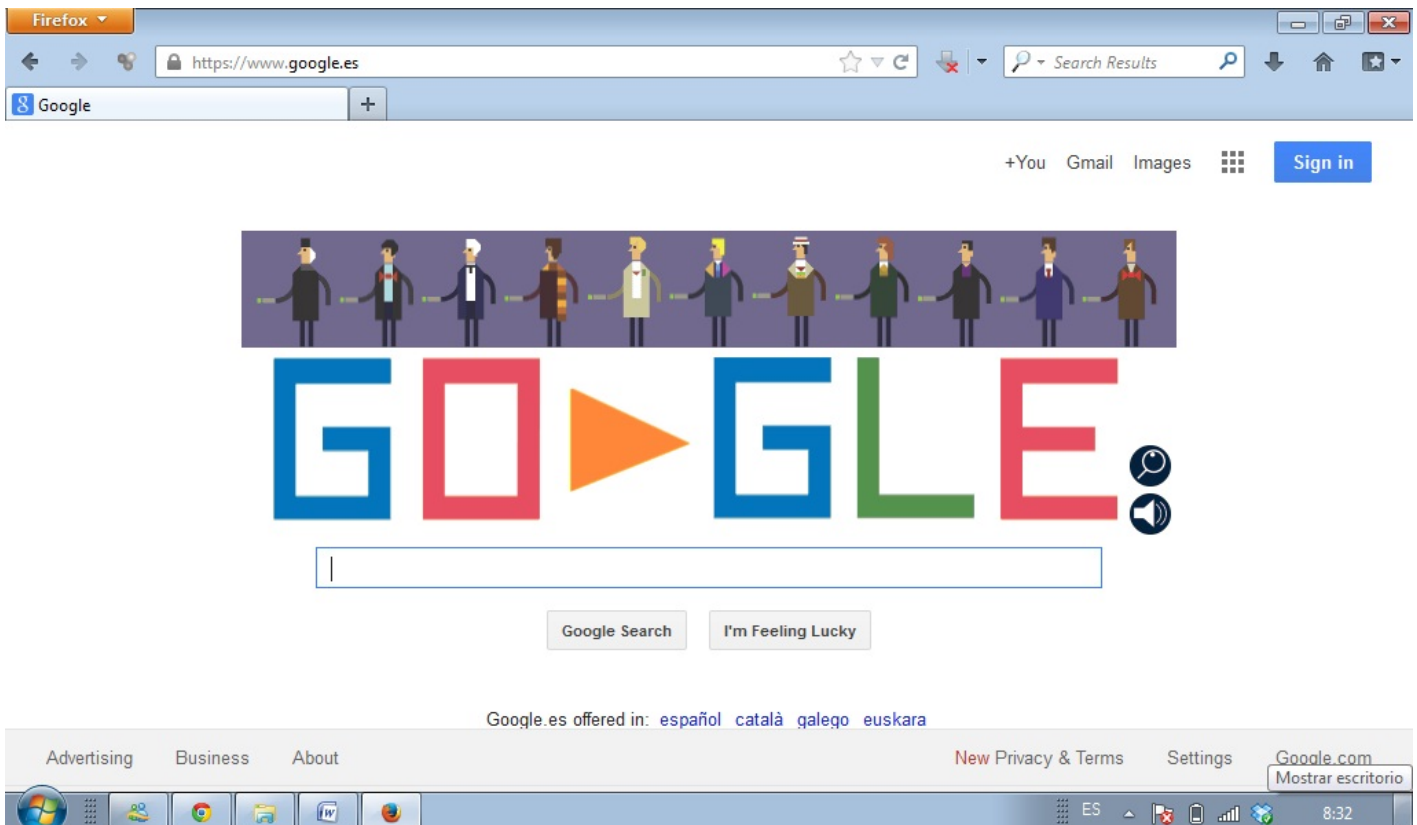 Firefox
https://www.google.es
Search Results
Google
+You Gmail Images Sign in
GO GLE
Google Search I'm Feeling Lucky
Google.es offered in: español català galego euskara
Advertising Business About New Privacy & Terms Settings Google.com
Mostrar escritorio
ES 8:32